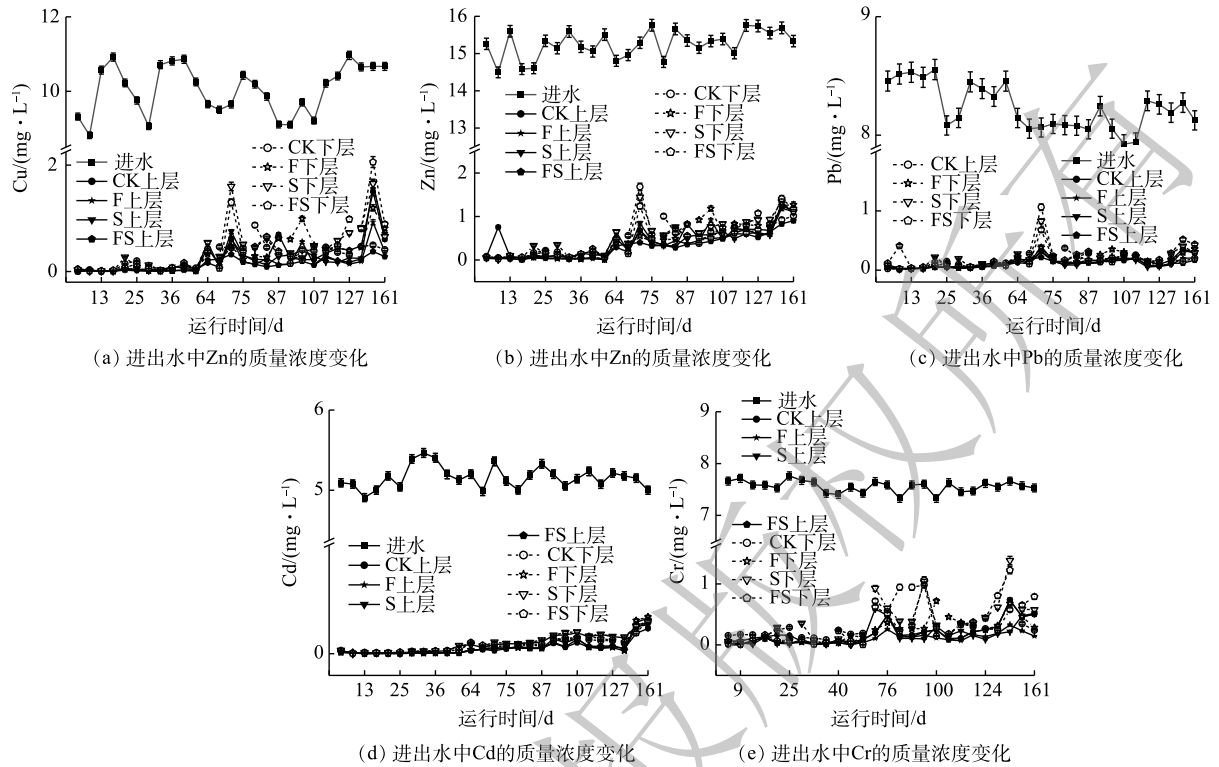 12
10
8
2
0
Cu/(mg·L⁻¹)
进水
CK上层
F上层
S上层
FS上层
CK下层
F下层
S下层
FS下层
13 25 36 64 75 87 107 127 161
运行时间/d
(a) 进出水中Zn的质量浓度变化
16
15
14
13
2
1
0
Zn/(mg·L⁻¹)
进水
CK上层
F上层
S上层
FS上层
CK下层
F下层
S下层
FS下层
13 25 36 64 75 87 107 127 161
运行时间/d
(b) 进出水中Zn的质量浓度变化
9
8
1
0
Pb/(mg·L⁻¹)
CK上层
F下层
S下层
FS下层
进水
CK上层
F上层
S上层
FS上层
13 25 36 64 75 87 107 127 161
运行时间/d
(c) 进出水中Pb的质量浓度变化
6
5
0
Cd/(mg·L⁻¹)
进水
CK上层
F上层
S上层
FS上层
CK下层
F下层
S下层
FS下层
13 25 36 64 75 87 107 127 161
运行时间/d
(d) 进出水中Cd的质量浓度变化
9
8
7
1
0
Cr/(mg·L⁻¹)
进水
CK上层
F上层
S上层
FS上层
CK下层
F下层
S下层
FS下层
9 25 40 76 100 124 161
运行时间/d
(e) 进出水中Cr的质量浓度变化
版权所有